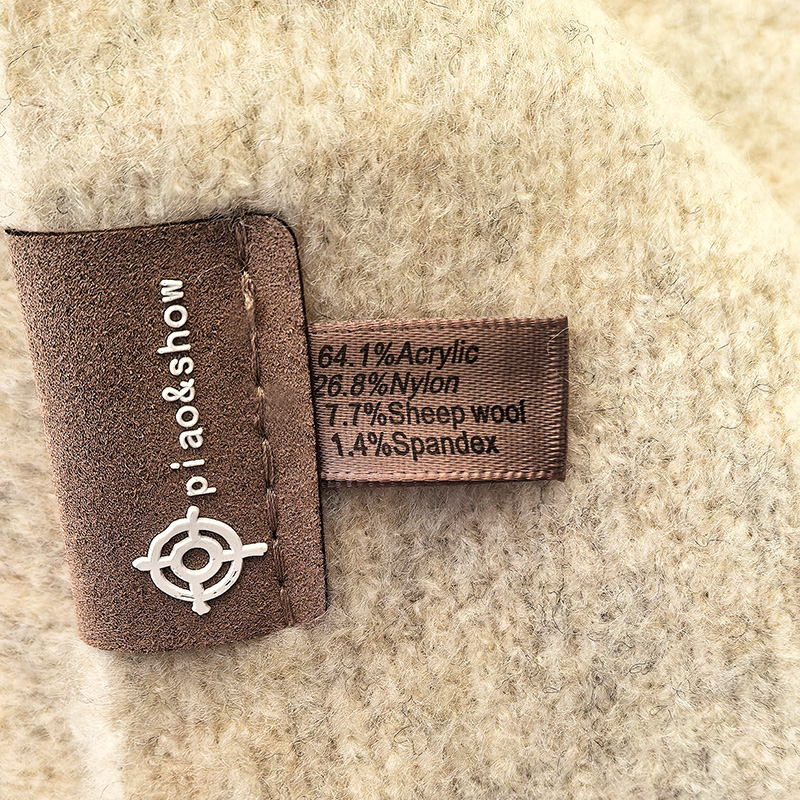 piao&show
64.1%Acrylic
26.8%Nylon
7.7%Sheep wool
1.4%Spandex